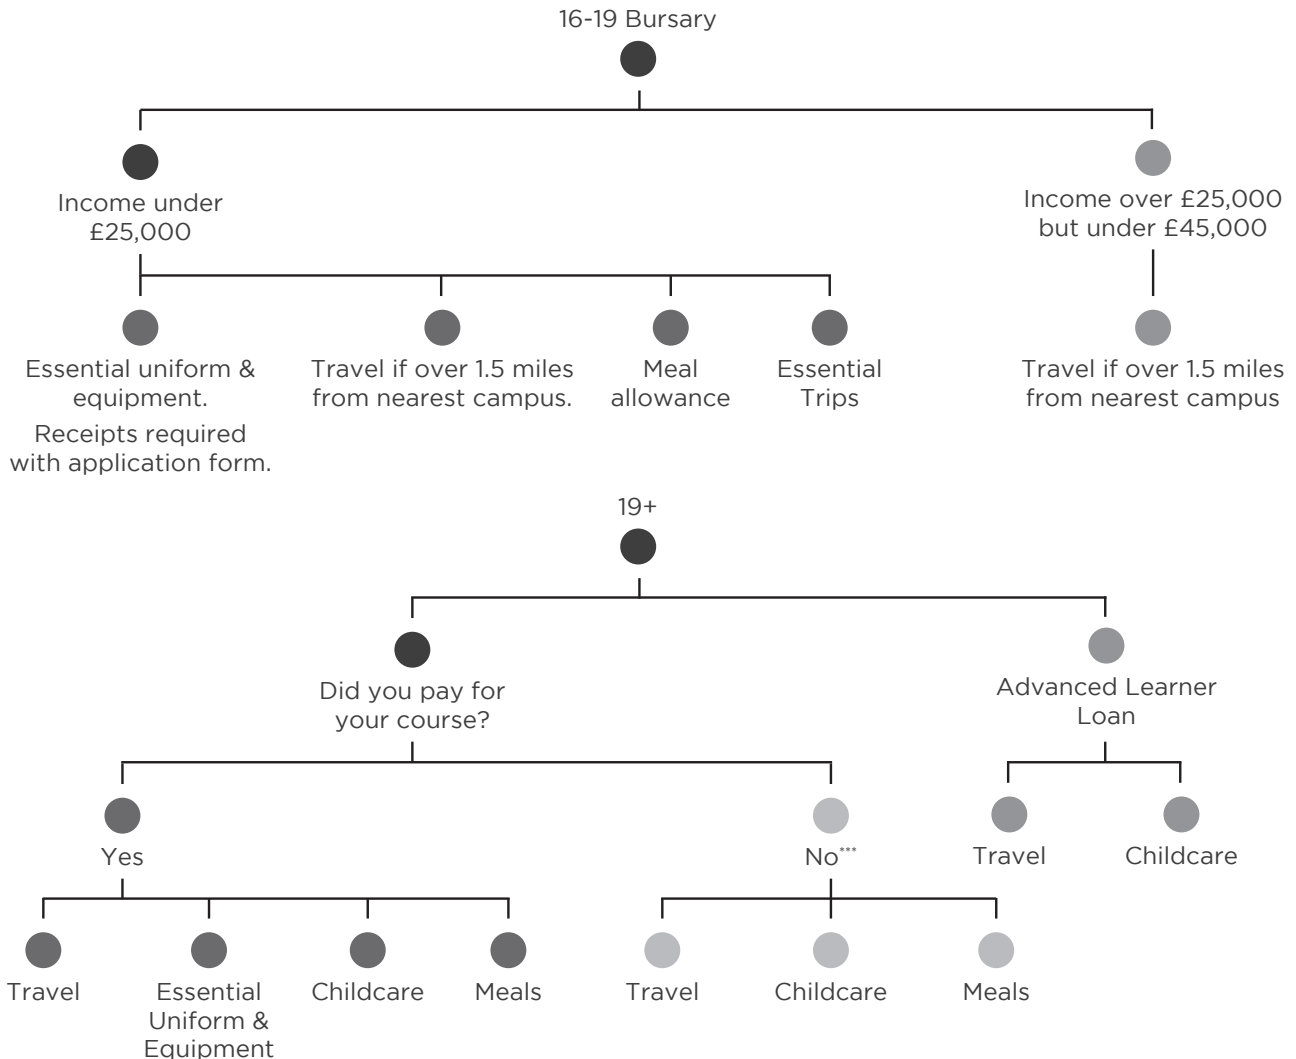 16-19 Bursary
Income under
£25,000
Income over £25,000
but under £45,000
Essential uniform &
equipment.
Receipts required
with application form.
Travel if over 1.5 miles
from nearest campus.
Meal
allowance
Essential
Trips
Travel if over 1.5 miles
from nearest campus
19+
Did you pay for
your course?
Advanced Learner
Loan
Yes
No***
Travel
Childcare
Travel
Essential
Uniform &
Equipment
Childcare
Meals
Travel
Childcare
Meals